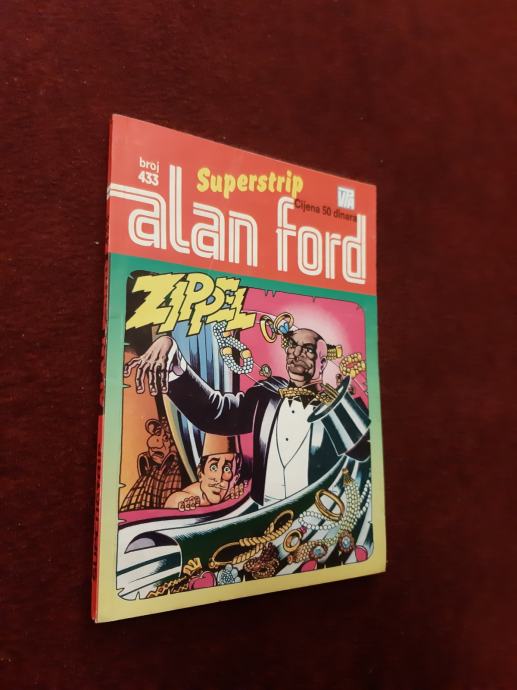 broj
433
Superstrip
Cijena 50 dinara
alan ford
ZIPPEL